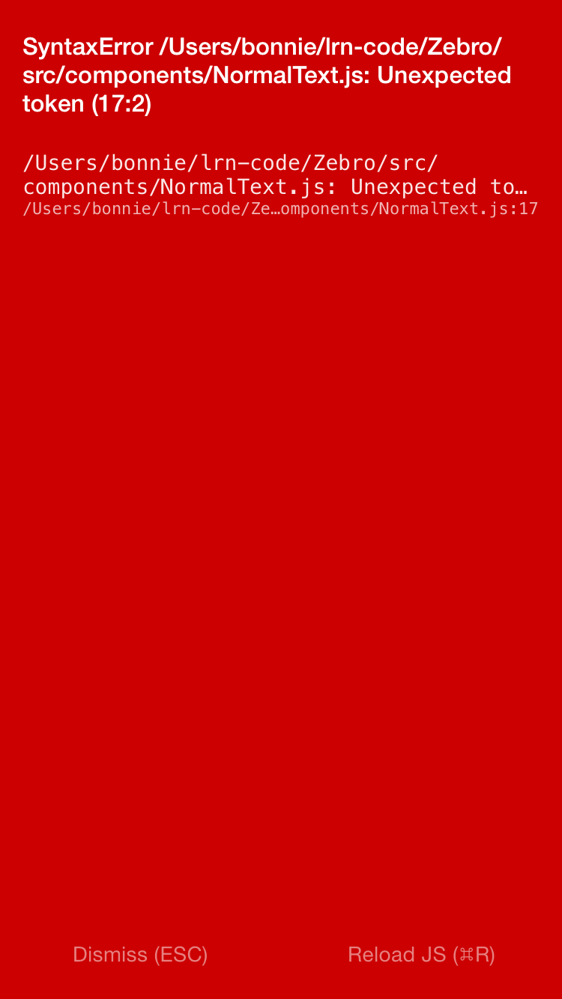 SyntaxError /Users/bonnie/lrn-code/Zebro/
src/components/NormalText.js: Unexpected
token (17:2)
/Users/bonnie/lrn–code/Zebro/src/
components/NormalText.js: Unexpected to…
/Users/bonnie/lrn–code/Ze…omponents/NormalText.js:17
Dismiss (ESC)
Reload JS (⌘R)